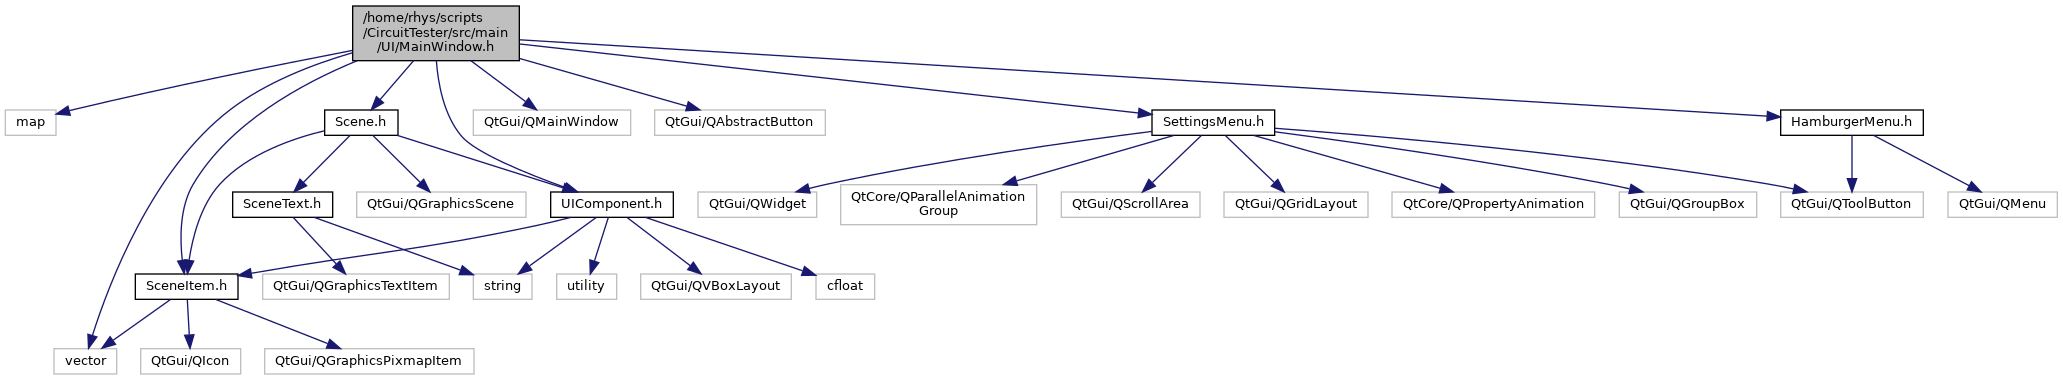 /home/rhys/scripts
/CircuitTester/src/main
/UI/MainWindow.h
map
Scene.h
QtGui/QMainWindow
QtGui/QAbstractButton
SettingsMenu.h
HamburgerMenu.h
SceneText.h
QtGui/QGraphicsScene
UIComponent.h
QtGui/QWidget
QtCore/QParallelAnimation
Group
QtGui/QScrollArea
QtGui/QGridLayout
QtCore/QPropertyAnimation
QtGui/QGroupBox
QtGui/QToolButton
QtGui/QMenu
SceneItem.h
QtGui/QGraphicsTextItem
string
utility
QtGui/QVBoxLayout
cfloat
vector
QtGui/QIcon
QtGui/QGraphicsPixmapItem